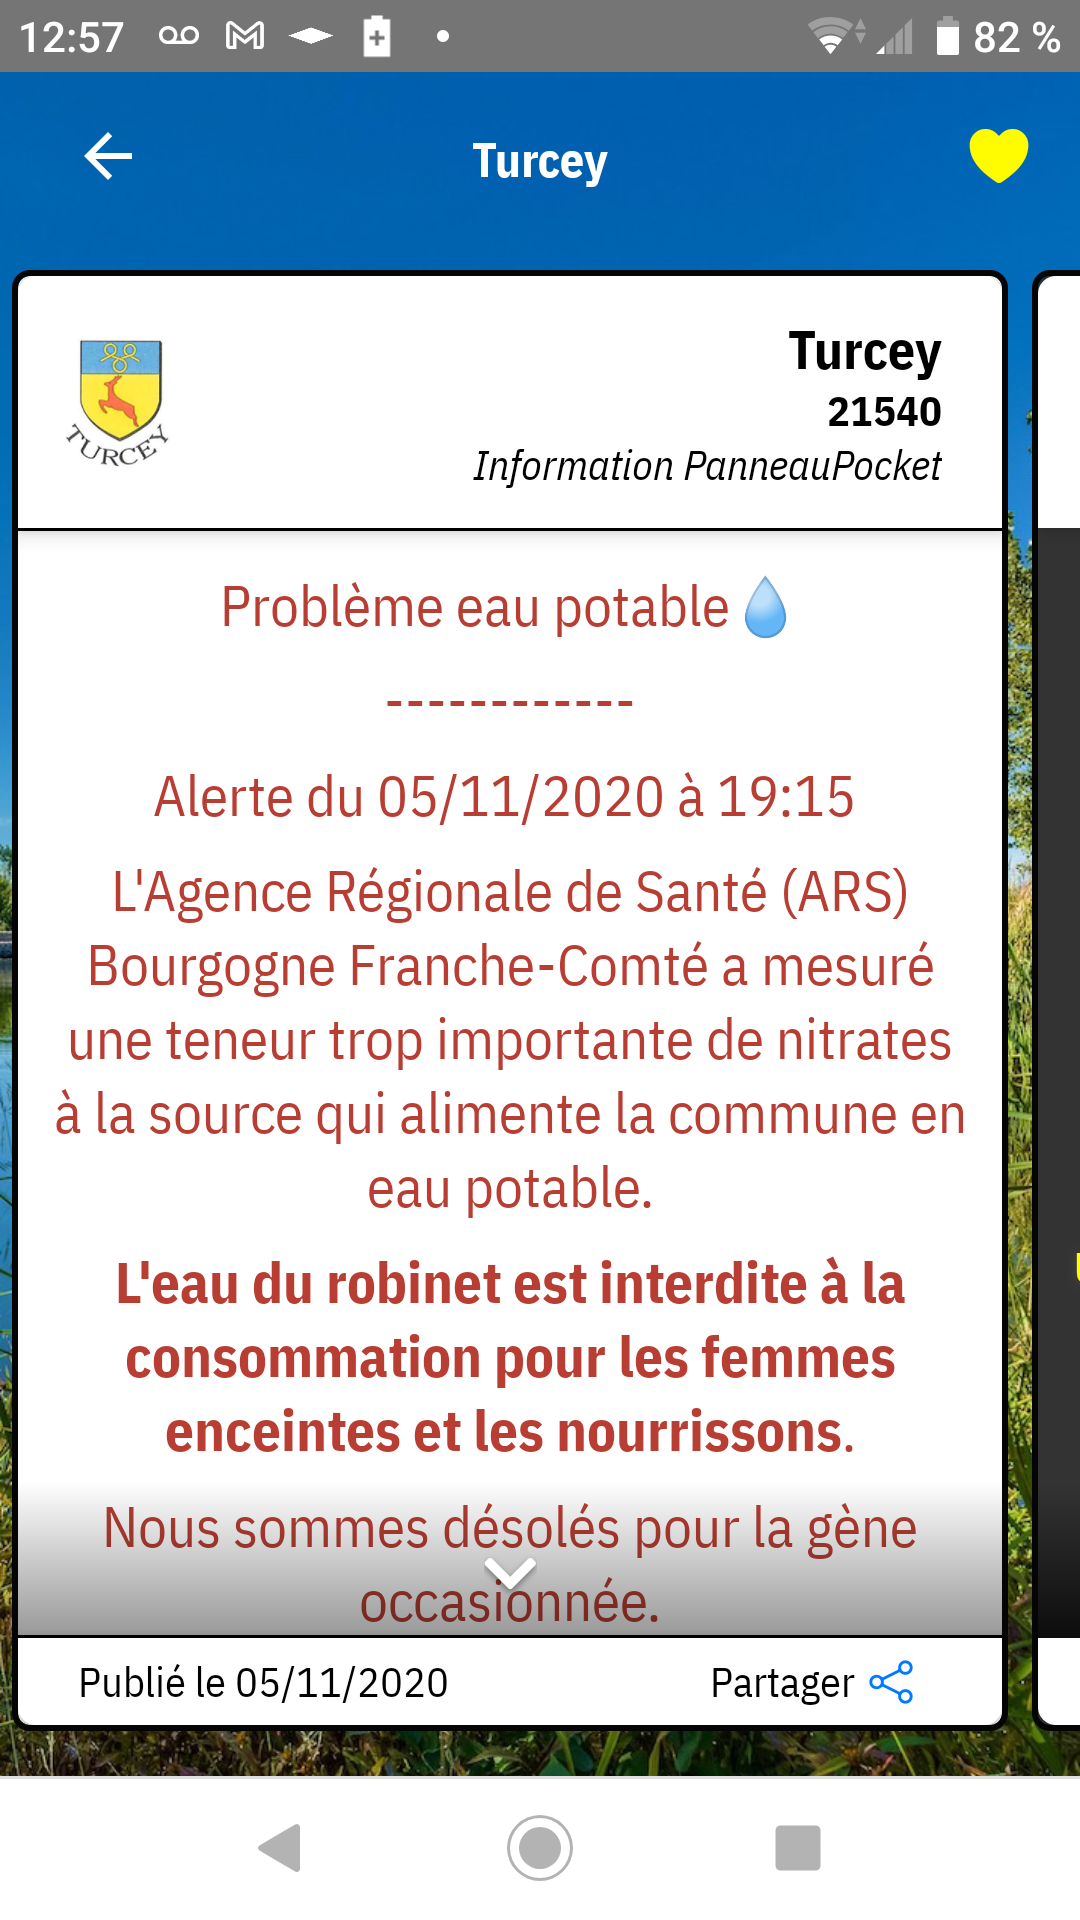 12:57
82 %
Turcey
Turcey
21540
TURCEY
Information PanneauPocket
Problème eau potable
------------
Alerte du 05/11/2020 à 19:15
L'Agence Régionale de Santé (ARS)
Bourgogne Franche-Comté a mesuré
une teneur trop importante de nitrates
à la source qui alimente la commune en
eau potable.
L'eau du robinet est interdite à la
consommation pour les femmes
enceintes et les nourrissons.
Nous sommes désolés pour la gène
occasionnée.
Publié le 05/11/2020
Partager